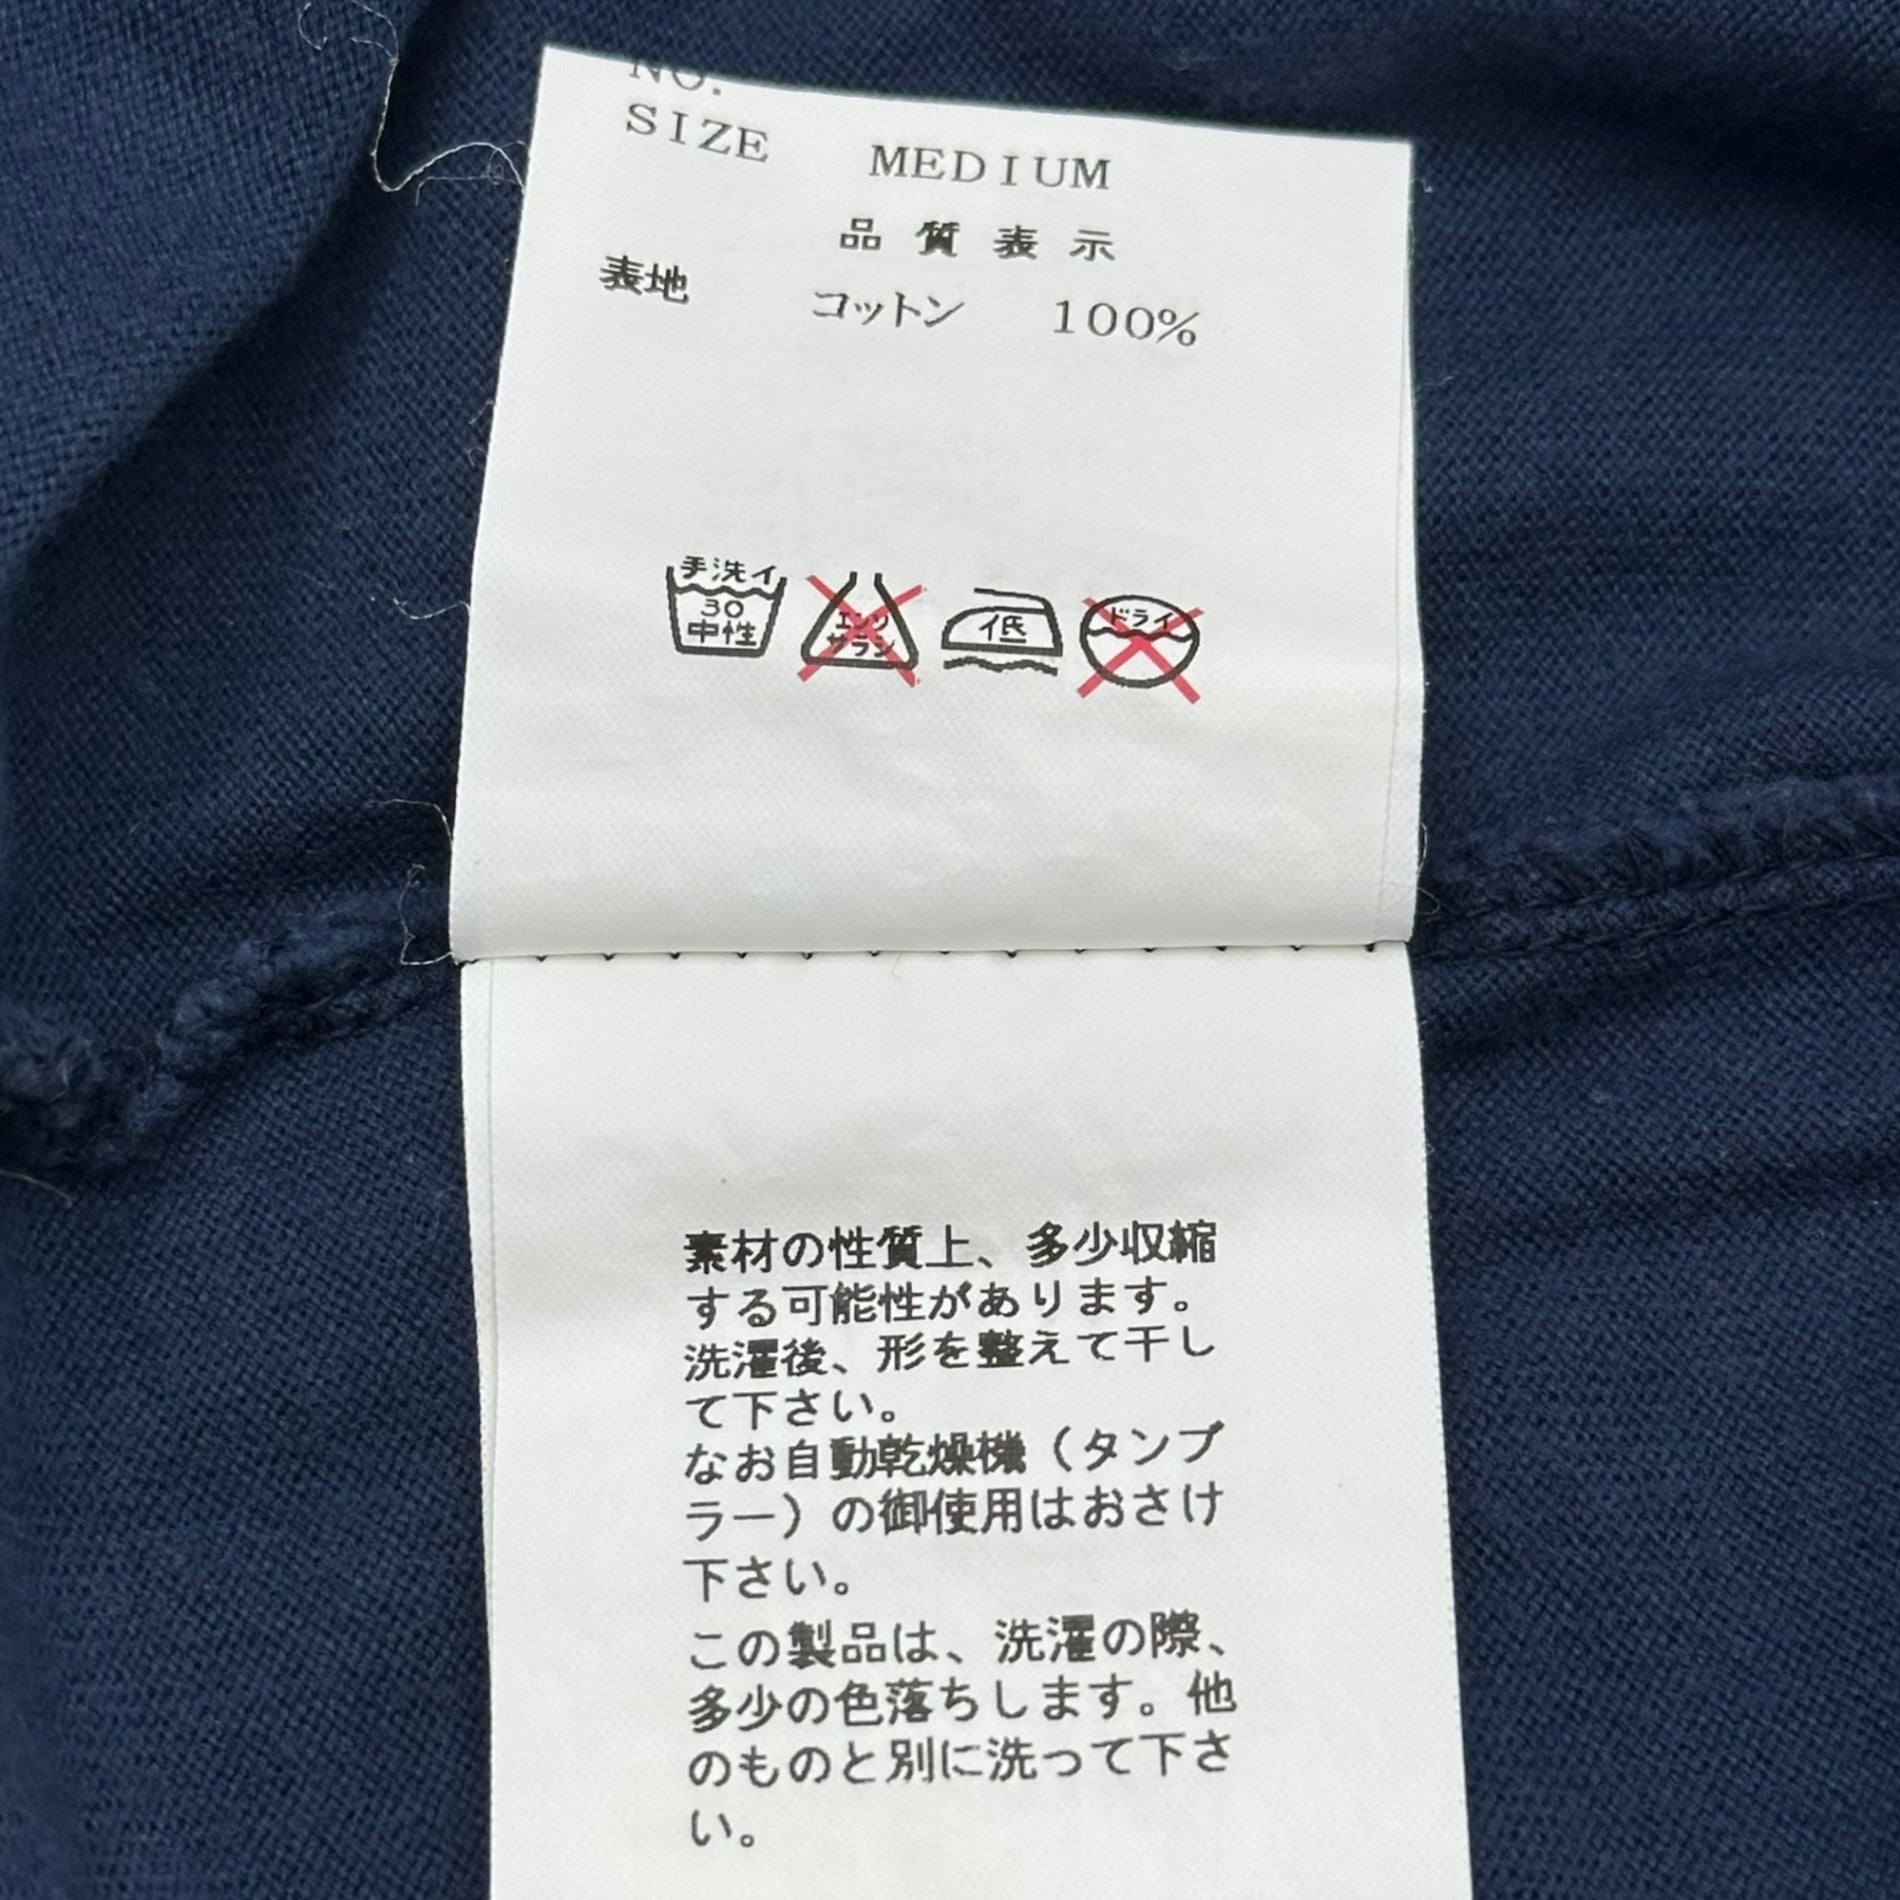 NO.
SIZE MEDIUM
品質表示
表地 コットン 100%
手洗イ
30
中性
エンソ
サラシ
低
ドライ
素材の性質上、多少収縮
する可能性があります。
洗濯後、形を整えて干し
て下さい。
なお自動乾燥機（タンブ
ラー）の御使用はおさけ
下さい。
この製品は、洗濯の際、
多少の色落ちします。他
のものと別に洗って下さ
い。